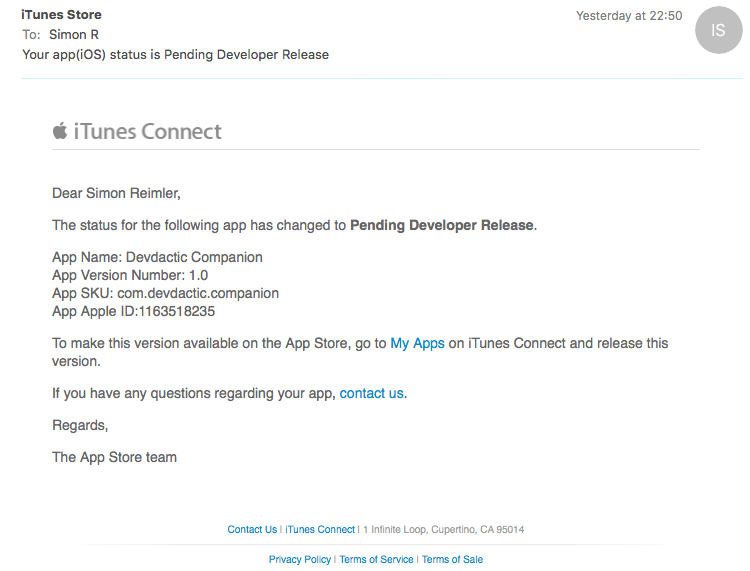 iTunes Store
Yesterday at 22:50
IS
To: Simon R
Your app(iOS) status is Pending Developer Release
iTunes Connect
Dear Simon Reimler,
The status for the following app has changed to Pending Developer Release.
App Name: Devdactic Companion
App Version Number: 1.0
App SKU: com.devdactic.companion
App Apple ID:1163518235
To make this version available on the App Store, go to My Apps on iTunes Connect and release this
version.
If you have any questions regarding your app, contact us.
Regards,
The App Store team
Contact Us | iTunes Connect | 1 Infinite Loop, Cupertino, CA 95014
Privacy Policy | Terms of Service | Terms of Sale